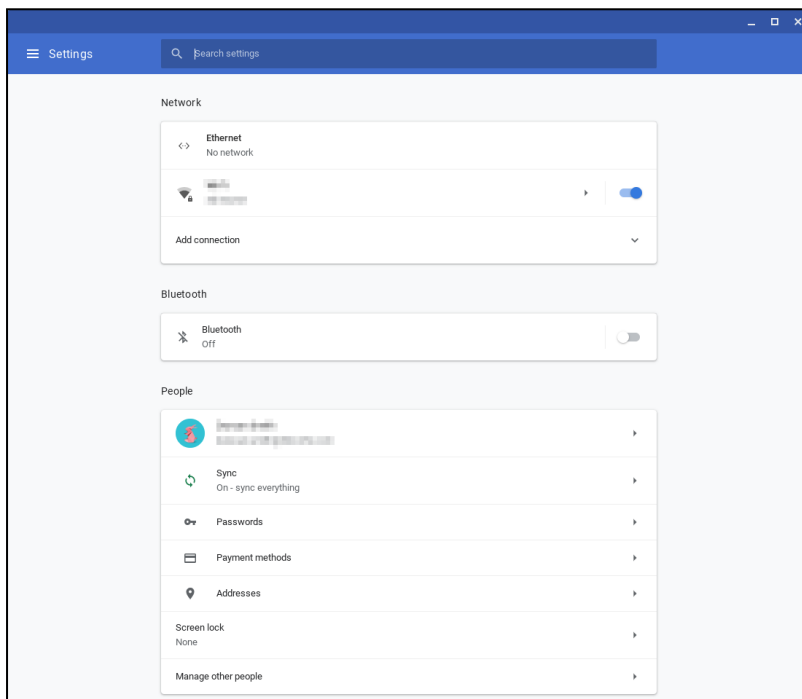 Settings
Search settings
Network
Ethernet
No network
Add connection
Bluetooth
Bluetooth
Off
People
Sync
On - sync everything
Passwords
Payment methods
Addresses
Screen lock
None
Manage other people